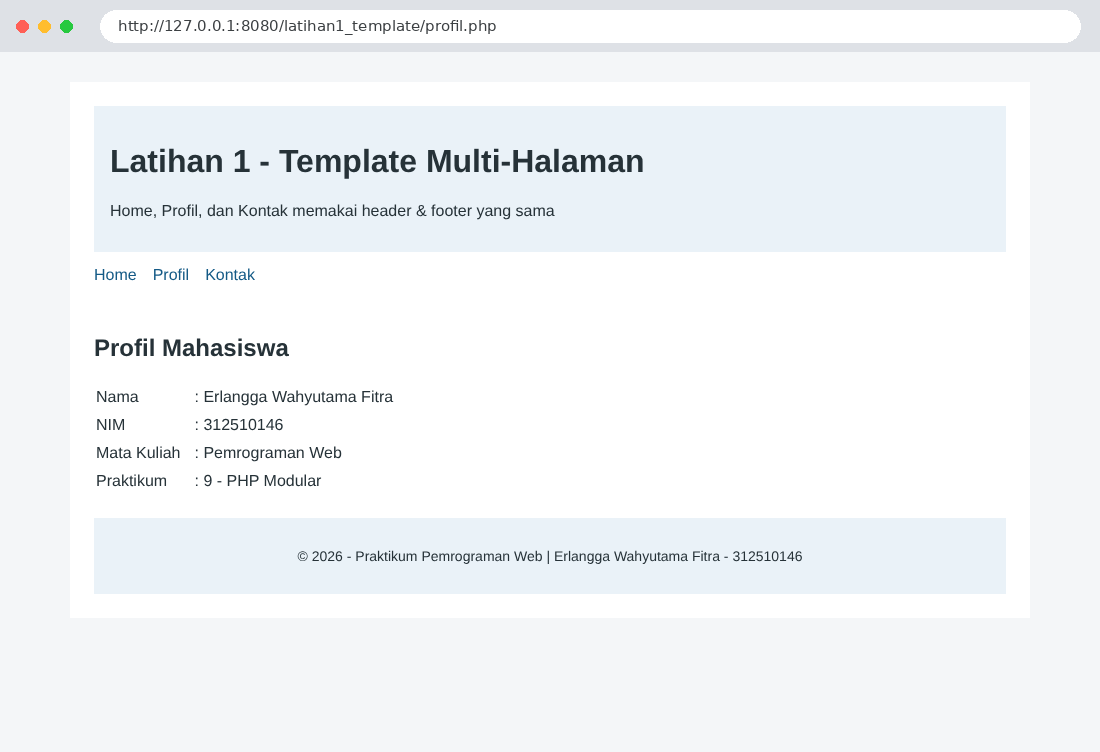 http://127.0.0.1:8080/latihan1_template/profil.php
Latihan 1 - Template Multi-Halaman
Home, Profil, dan Kontak memakai header & footer yang sama
Home Profil Kontak
Profil Mahasiswa
Nama : Erlangga Wahyutama Fitra
NIM : 312510146
Mata Kuliah : Pemrograman Web
Praktikum : 9 - PHP Modular
© 2026 - Praktikum Pemrograman Web | Erlangga Wahyutama Fitra - 312510146